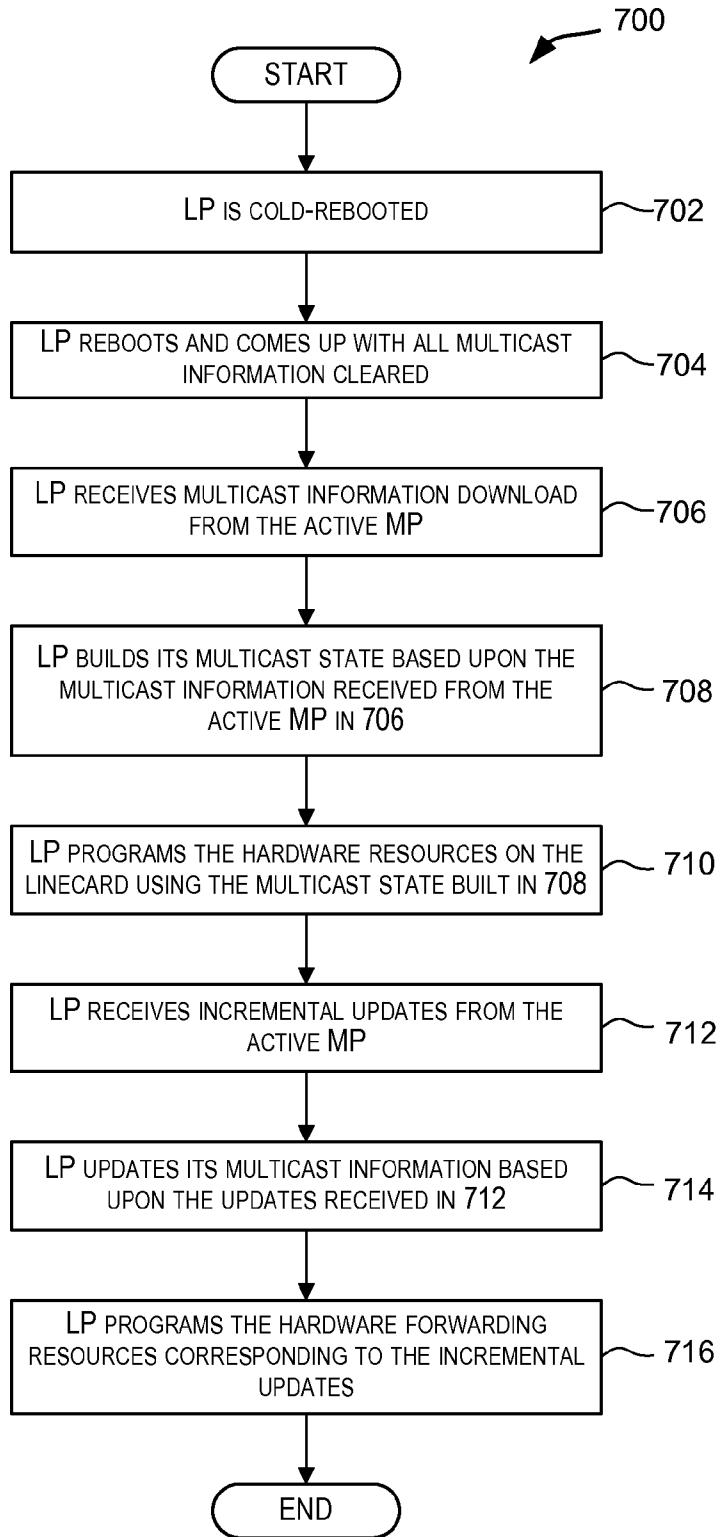 700
START
LP IS COLD-REBOOTED
702
LP REBOOTS AND COMES UP WITH ALL MULTICAST
INFORMATION CLEARED
704
LP RECEIVES MULTICAST INFORMATION DOWNLOAD
FROM THE ACTIVE MP
706
LP BUILDS ITS MULTICAST STATE BASED UPON THE
MULTICAST INFORMATION RECEIVED FROM THE
ACTIVE MP IN 706
708
LP PROGRAMS THE HARDWARE RESOURCES ON THE
LINECARD USING THE MULTICAST STATE BUILT IN 708
710
LP RECEIVES INCREMENTAL UPDATES FROM THE
ACTIVE MP
712
LP UPDATES ITS MULTICAST INFORMATION BASED
UPON THE UPDATES RECEIVED IN 712
714
LP PROGRAMS THE HARDWARE FORWARDING
RESOURCES CORRESPONDING TO THE INCREMENTAL
UPDATES
716
END